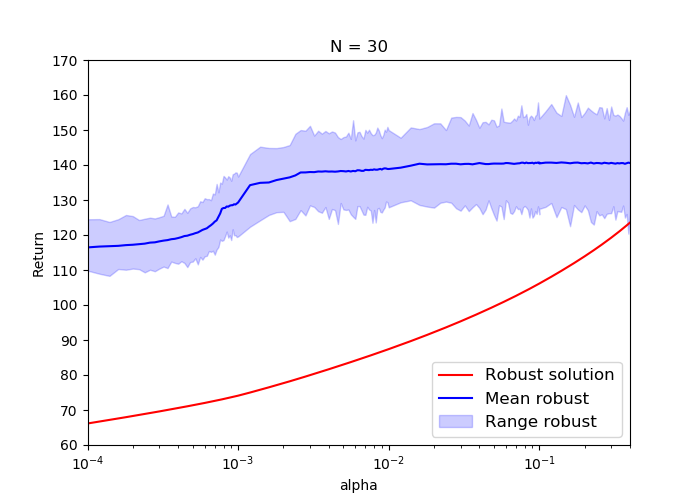 N = 30
170
160
150
140
130
120
110
100
90
80
70
60
Return
10⁻⁴
10⁻³
10⁻²
10⁻¹
alpha
Robust solution
Mean robust
Range robust